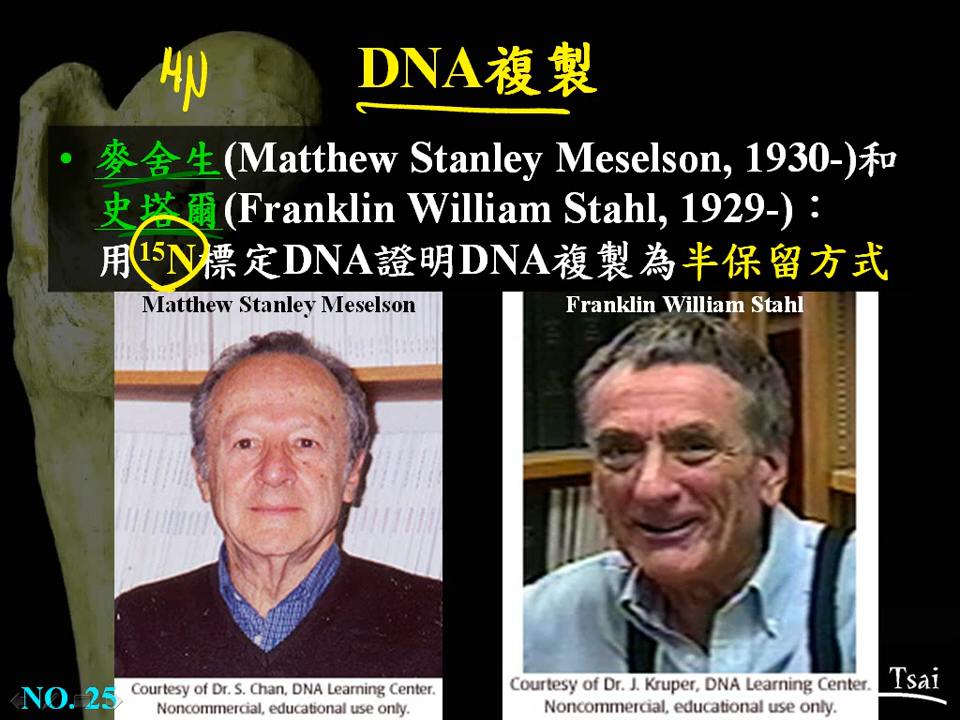 DNA複製
• 麥舍生(Matthew Stanley Meselson, 1930-)和
史塔爾(Franklin William Stahl, 1929-)：
用15N標定DNA證明DNA複製為半保留方式
Matthew Stanley Meselson
Franklin William Stahl
Courtesy of Dr. S. Chan, DNA Learning Center.
Noncommercial, educational use only.
Courtesy of Dr. J. Kruper, DNA Learning Center.
Noncommercial, educational use only.
NO. 25
Tsai